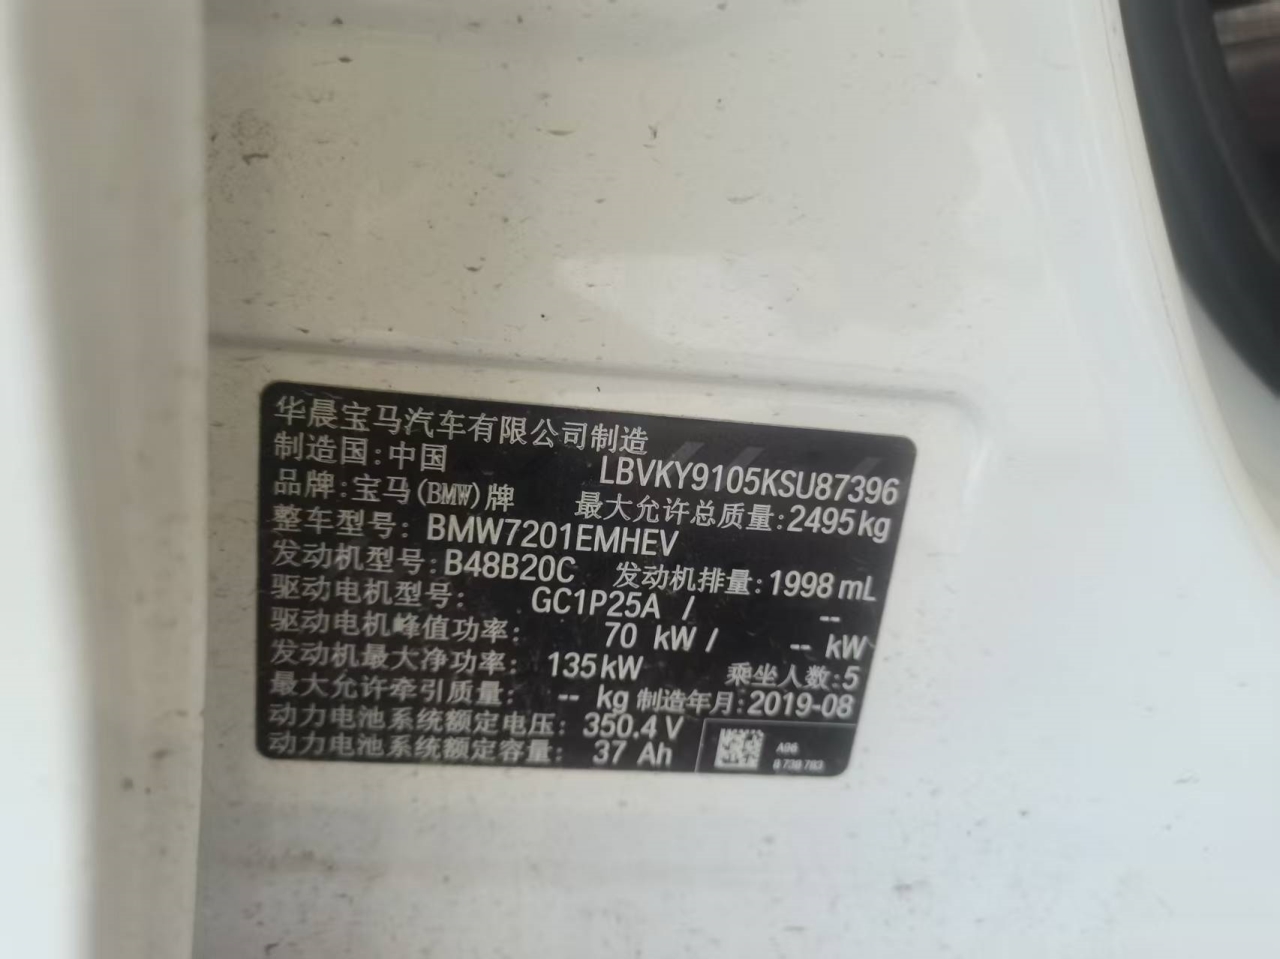 华晨宝马汽车有限公司制造
制造国:中国 LBVKY9105KSU87396
品牌:宝马(BMW)牌 最大允许总质量:2495kg
整车型号: BMW7201EMHEV
发动机型号: B48B20C 发动机排量:1998mL
驱动电机型号: GC1P25A / --
驱动电机峰值功率: 70 kW / -- kW
发动机最大净功率: 135kW 乘坐人数:5
最大允许牵引质量: -- kg 制造年月:2019-08
动力电池系统额定电压: 350.4 V
动力电池系统额定容量: 37 Ah